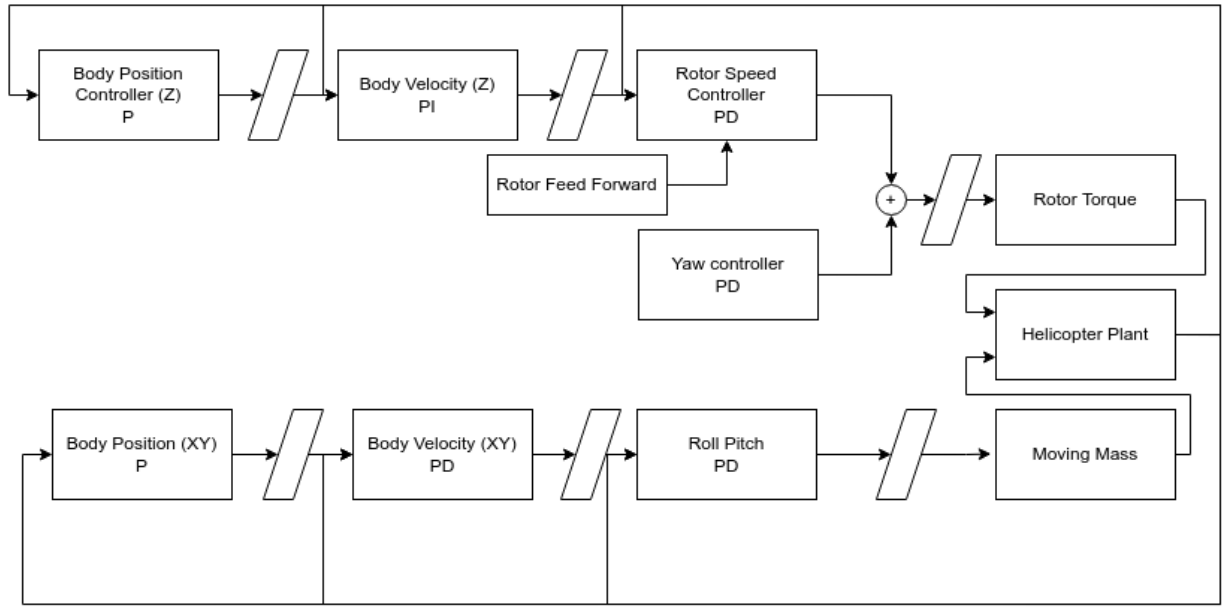 Body Position
Controller (Z)
P
Body Velocity (Z)
PI
Rotor Speed
Controller
PD
Rotor Feed Forward
+
Rotor Torque
Yaw controller
PD
Helicopter Plant
Body Position (XY)
P
Body Velocity (XY)
PD
Roll Pitch
PD
Moving Mass